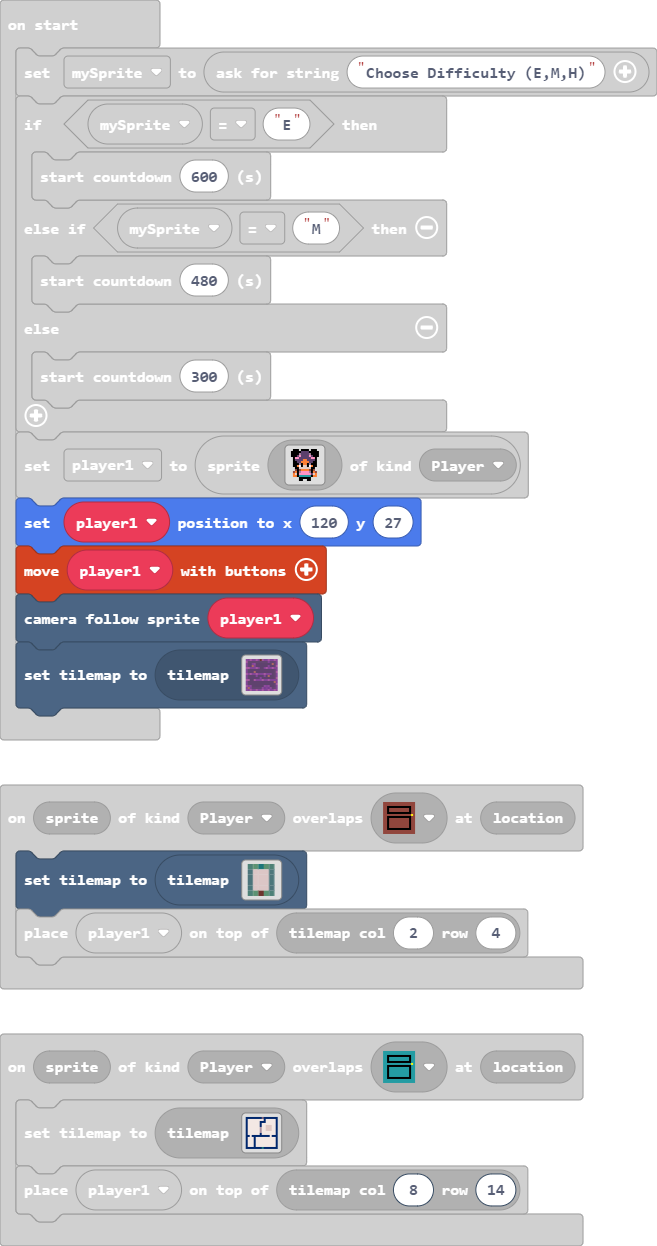 on start
set mySprite to ask for string "Choose Difficulty (E,M,H)"
if mySprite = "E" then
start countdown 600 (s)
else if mySprite = "M" then
start countdown 480 (s)
else
start countdown 300 (s)
set player1 to sprite of kind Player
set player1 position to x 120 y 27
move player1 with buttons
camera follow sprite player1
set tilemap to tilemap
on sprite of kind Player overlaps at location
set tilemap to tilemap
place player1 on top of tilemap col 2 row 4
on sprite of kind Player overlaps at location
set tilemap to tilemap
place player1 on top of tilemap col 8 row 14